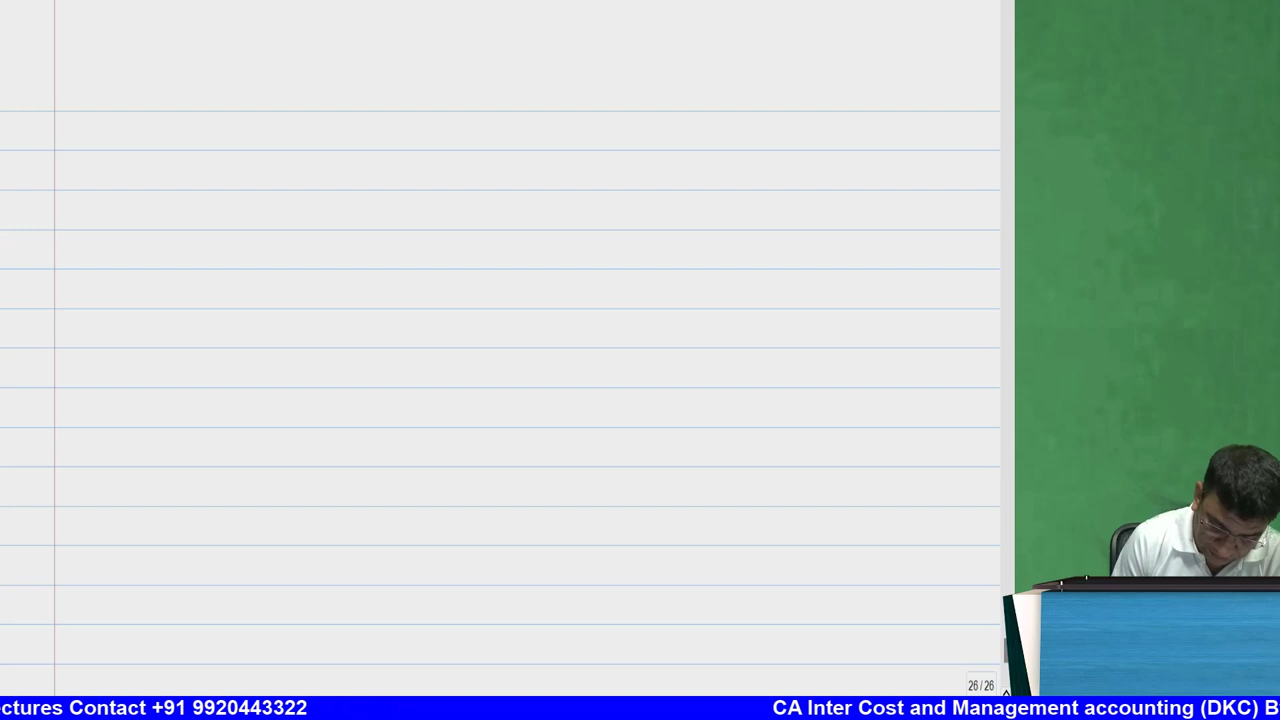 26 / 26
ctures Contact +91 9920443322
CA Inter Cost and Management accounting (DKC) B